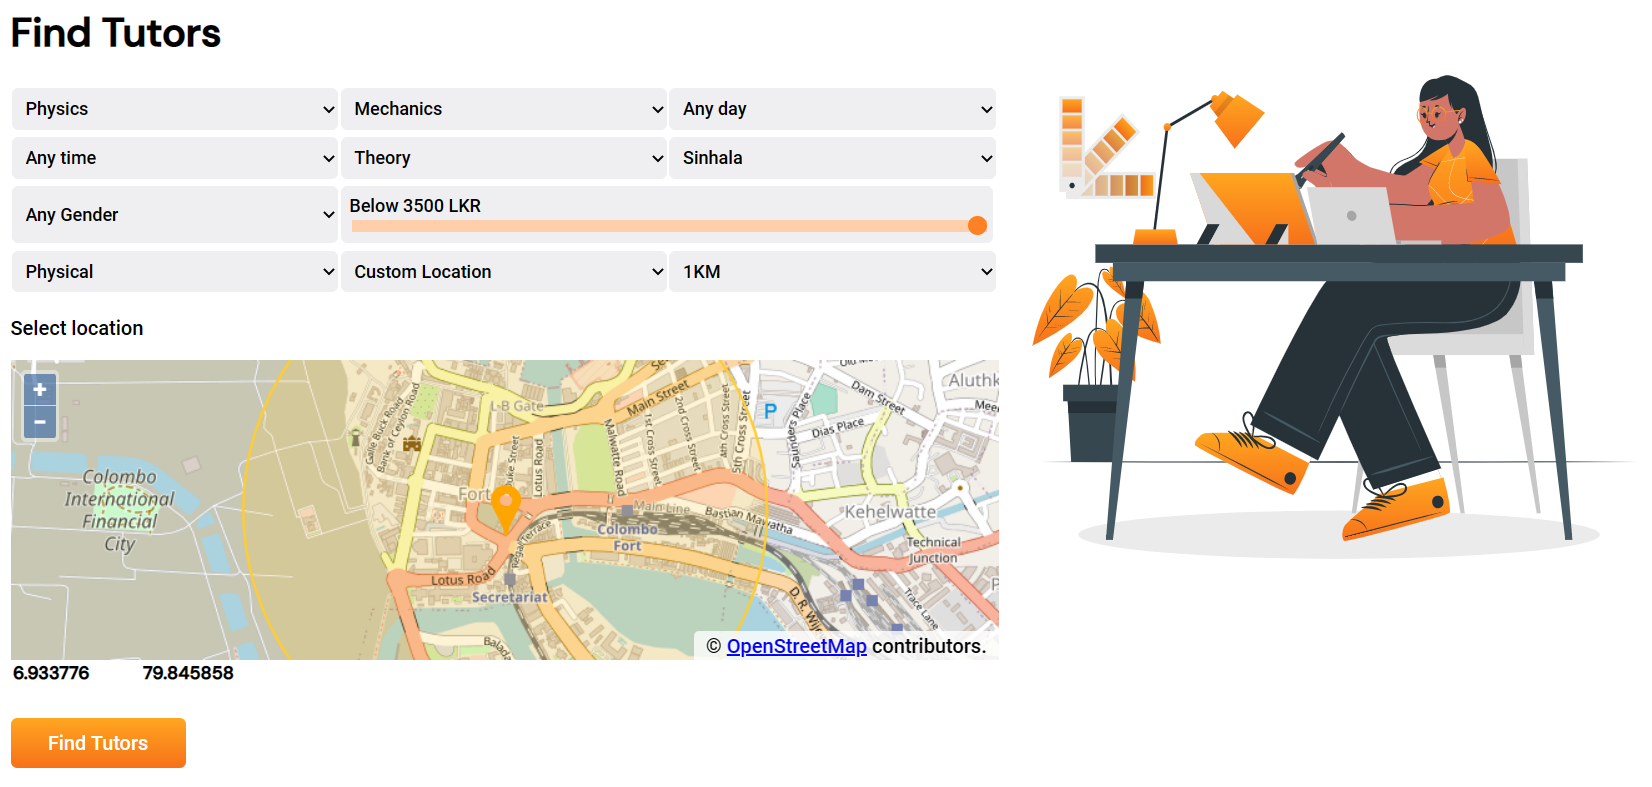 Find Tutors
Physics
Mechanics
Any day
Any time
Theory
Sinhala
Any Gender
Below 3500 LKR
Physical
Custom Location
1KM
Select location
+
−
L-B Gate
Main Street
Dam Street
Aluthk
P
Dias Place
Saunders Place
Galle Buck Road
Bank of Ceylon Road
Duke Street
Lotus Road
Malwatte Road
1st Cross Street
2nd Cross Street
4th Cross Street
5th Cross Street
Colombo
International
Financial
City
Fort
Main Line
Bastian Mawatha
Kehelwatte
Colombo
Fort
Technical
Junction
Regal Terrace
Lotus Road
Secretariat
Trace Lane
© OpenStreetMap contributors.
6.933776
79.845858
Find Tutors